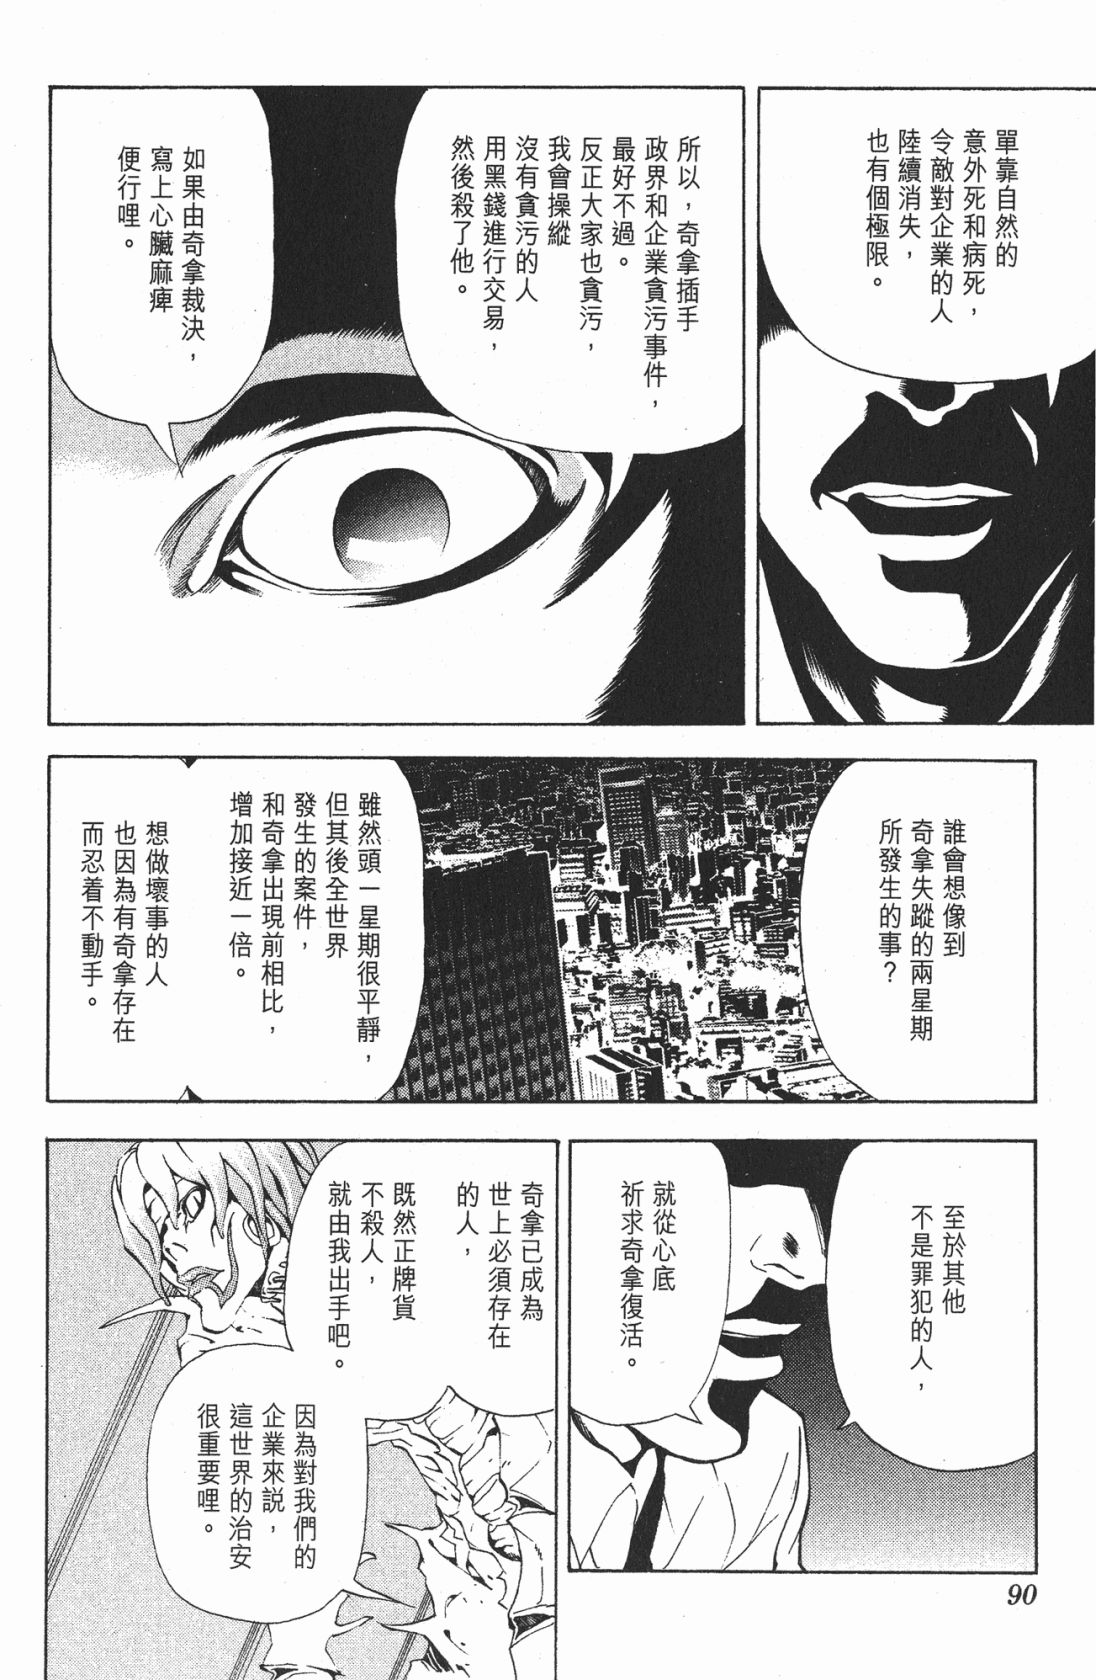 單靠自然的
意外死和病死，
令敵對企業的人
陸續消失，
也有個極限。
所以，奇拿插手
政界和企業貪污事件，
最好不過。
反正大家也貪污，
我會操縱
沒有貪污的人
用黑錢進行交易，
然後殺了他。
如果由奇拿裁決，
寫上心臟麻痺
便行哩。
誰會想像到
奇拿失蹤的兩星期
所發生的事？
雖然頭一星期很平靜，
但其後全世界
發生的案件，
和奇拿出現前相比，
增加接近一倍。
想做壞事的人
也因為有奇拿存在
而忍着不動手。
至於其他
不是罪犯的人，
就從心底
祈求奇拿復活。
奇拿已成為
世上必須存在
的人，
既然正牌貨
不殺人，
就由我出手吧。
因為對我們的
企業來説，
這世界的治安
很重要哩。
90